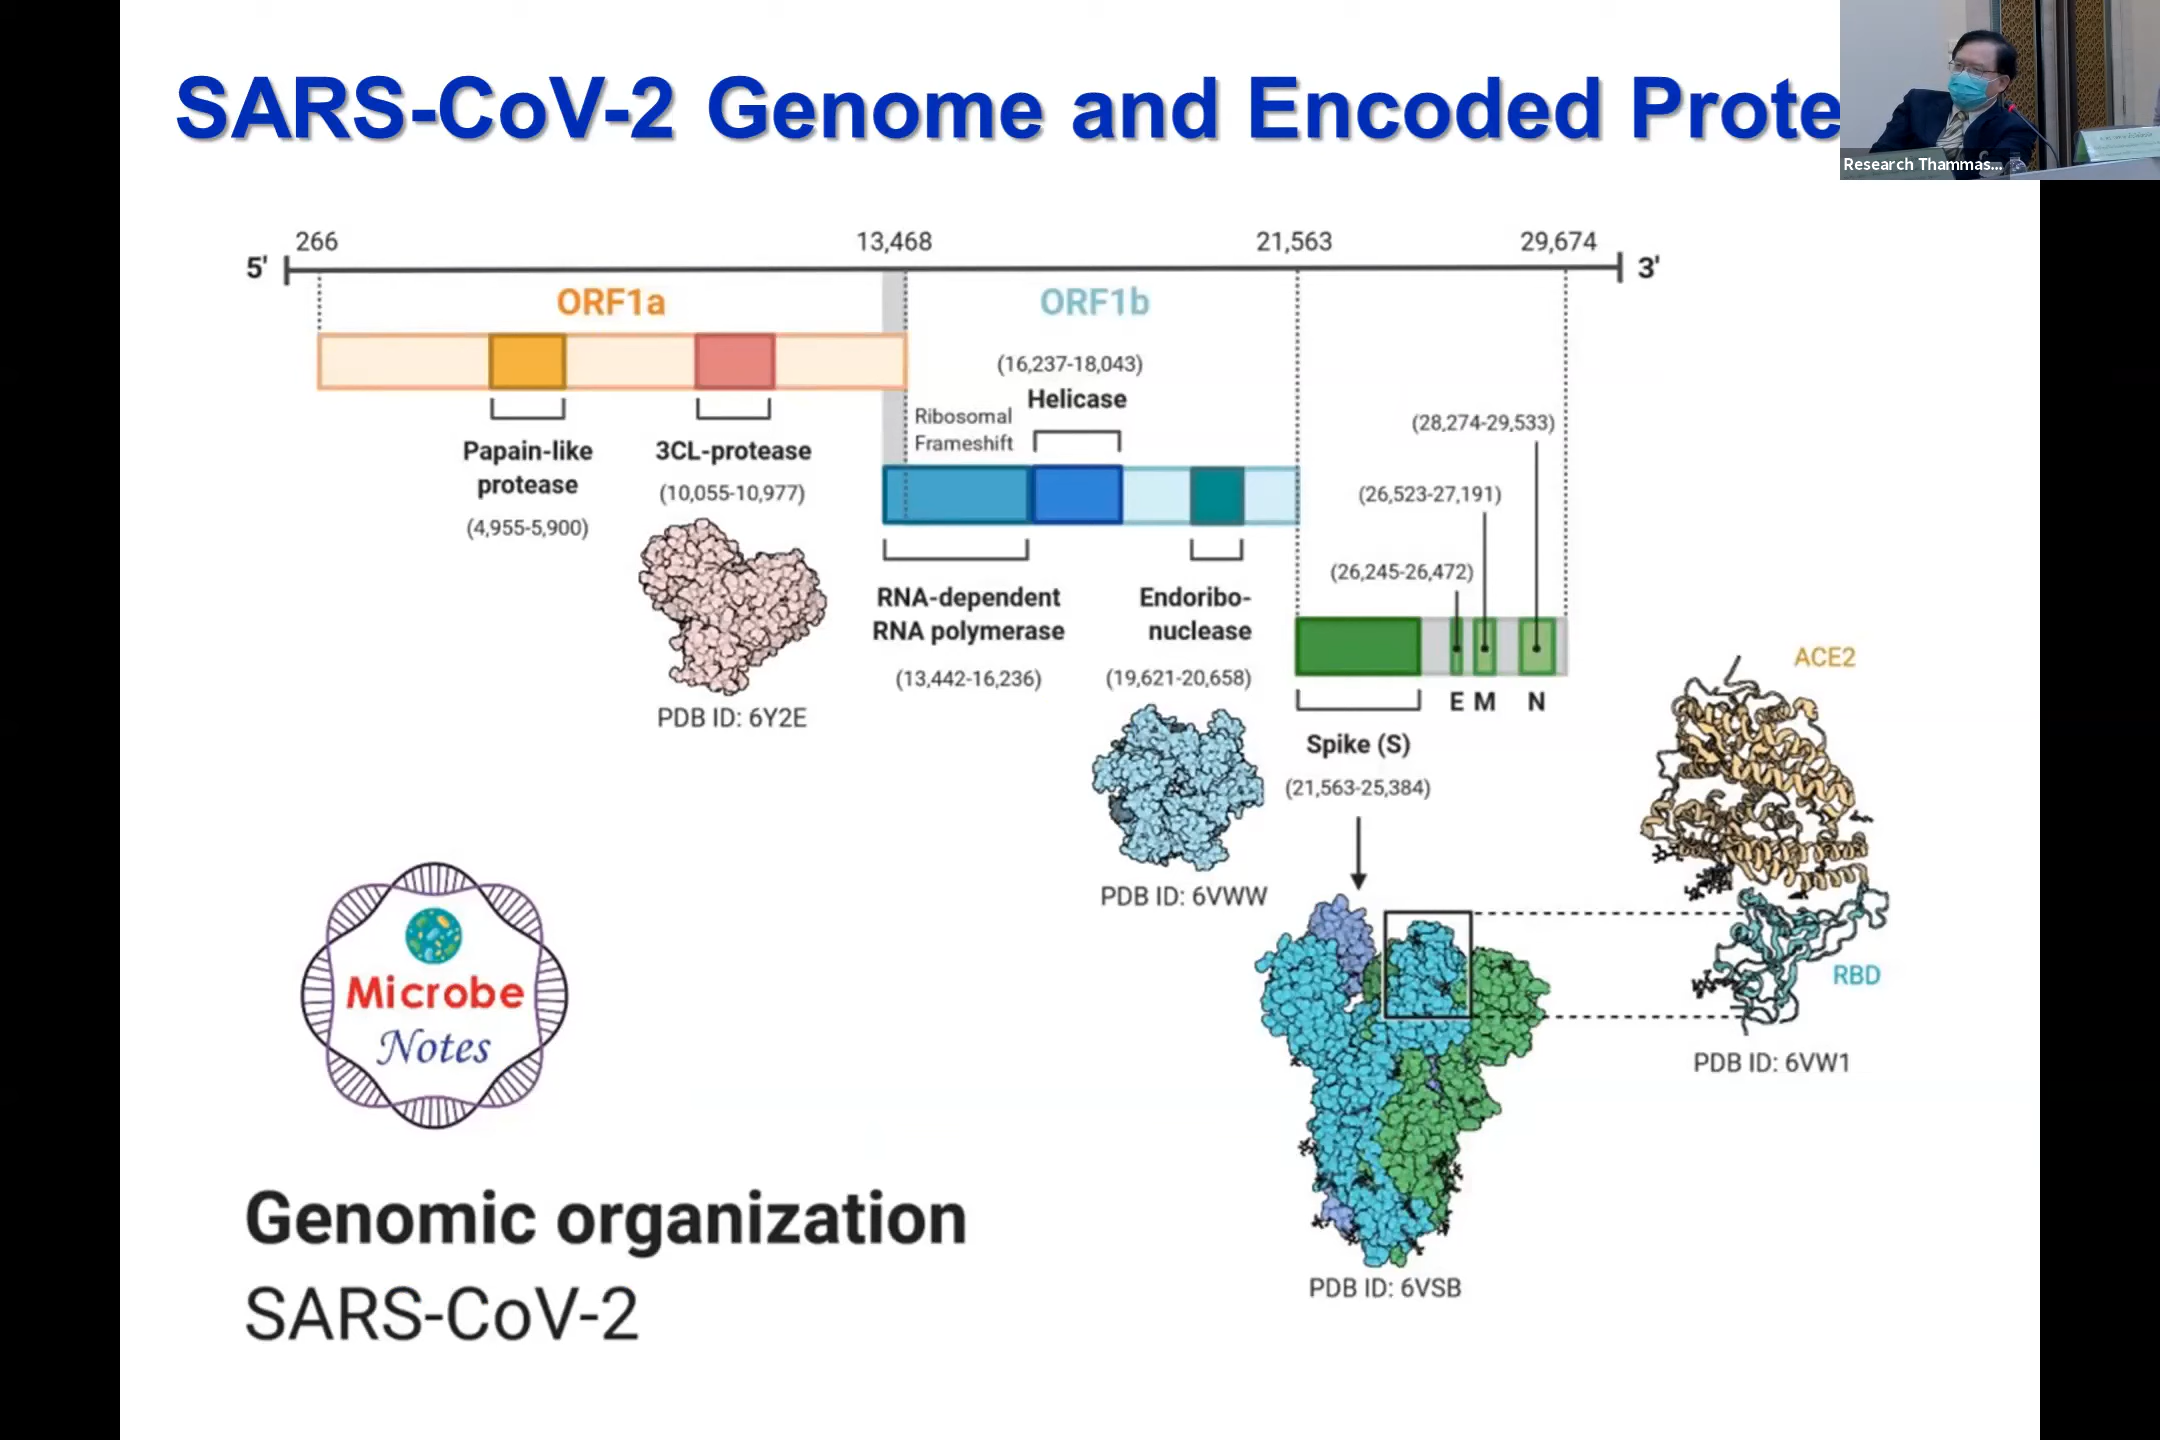 SARS-CoV-2 Genome and Encoded Prote
Research Thammas...
266
13,468
21,563
29,674
5'
3'
ORF1a
ORF1b
(16,237-18,043)
Helicase
Ribosomal
Frameshift
Papain-like
protease
(4,955-5,900)
3CL-protease
(10,055-10,977)
PDB ID: 6Y2E
RNA-dependent
RNA polymerase
(13,442-16,236)
Endoribo-
nuclease
(19,621-20,658)
PDB ID: 6VWW
(28,274-29,533)
(26,523-27,191)
(26,245-26,472)
E M N
Spike (S)
(21,563-25,384)
PDB ID: 6VSB
ACE2
RBD
PDB ID: 6VW1
Microbe
Notes
Genomic organization
SARS-CoV-2